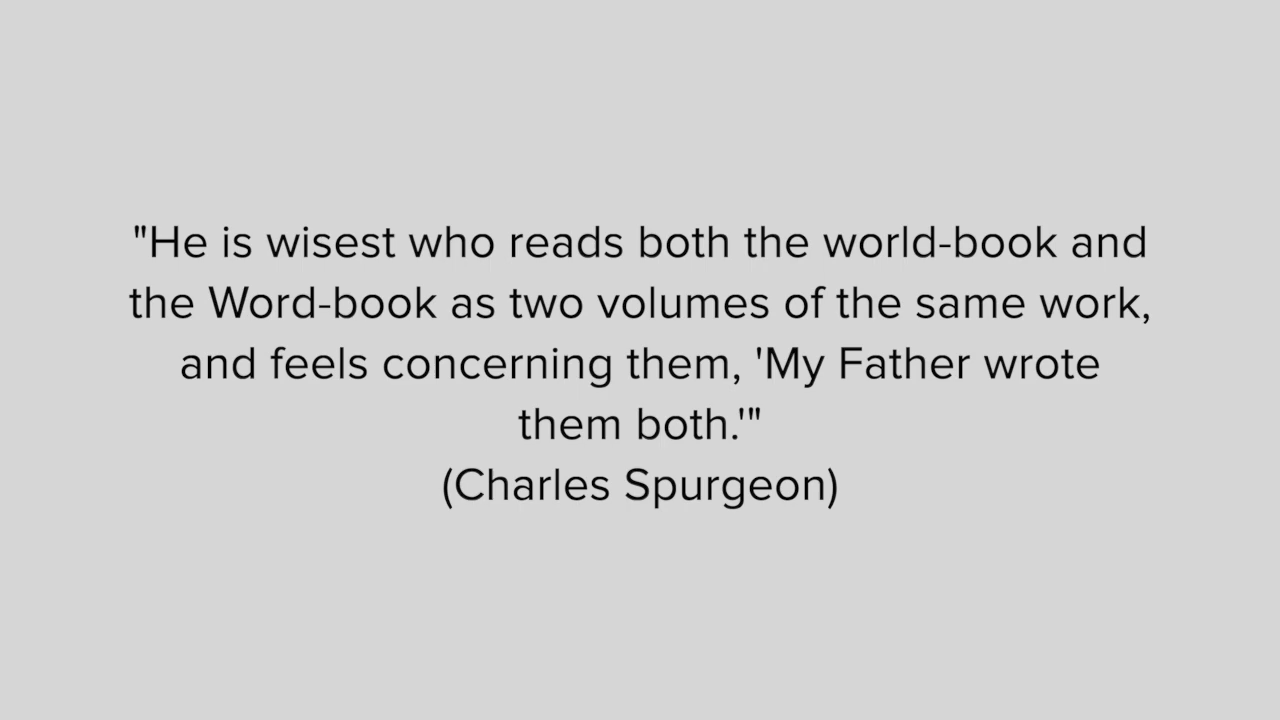 "He is wisest who reads both the world-book and
the Word-book as two volumes of the same work,
and feels concerning them, 'My Father wrote
them both.'"
(Charles Spurgeon)